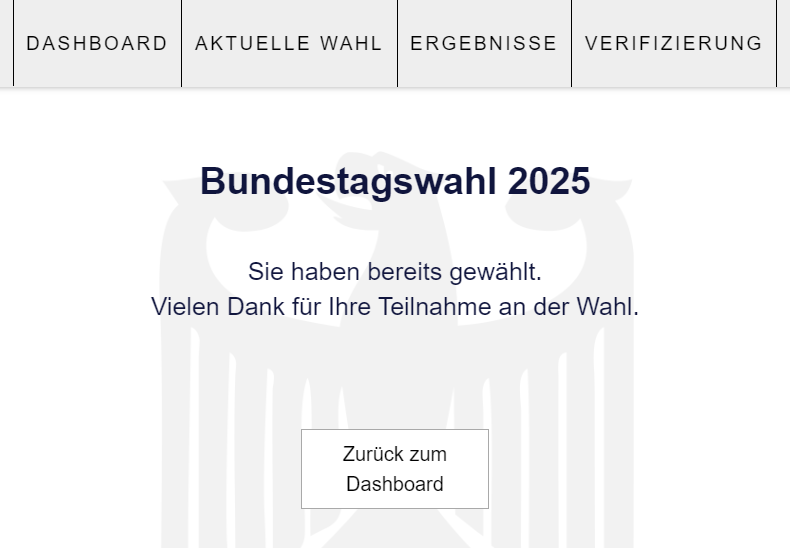 DASHBOARD AKTUELLE WAHL ERGEBNISSE VERIFIZIERUNG
Bundestagswahl 2025
Sie haben bereits gewählt.
Vielen Dank für Ihre Teilnahme an der Wahl.
Zurück zum
Dashboard